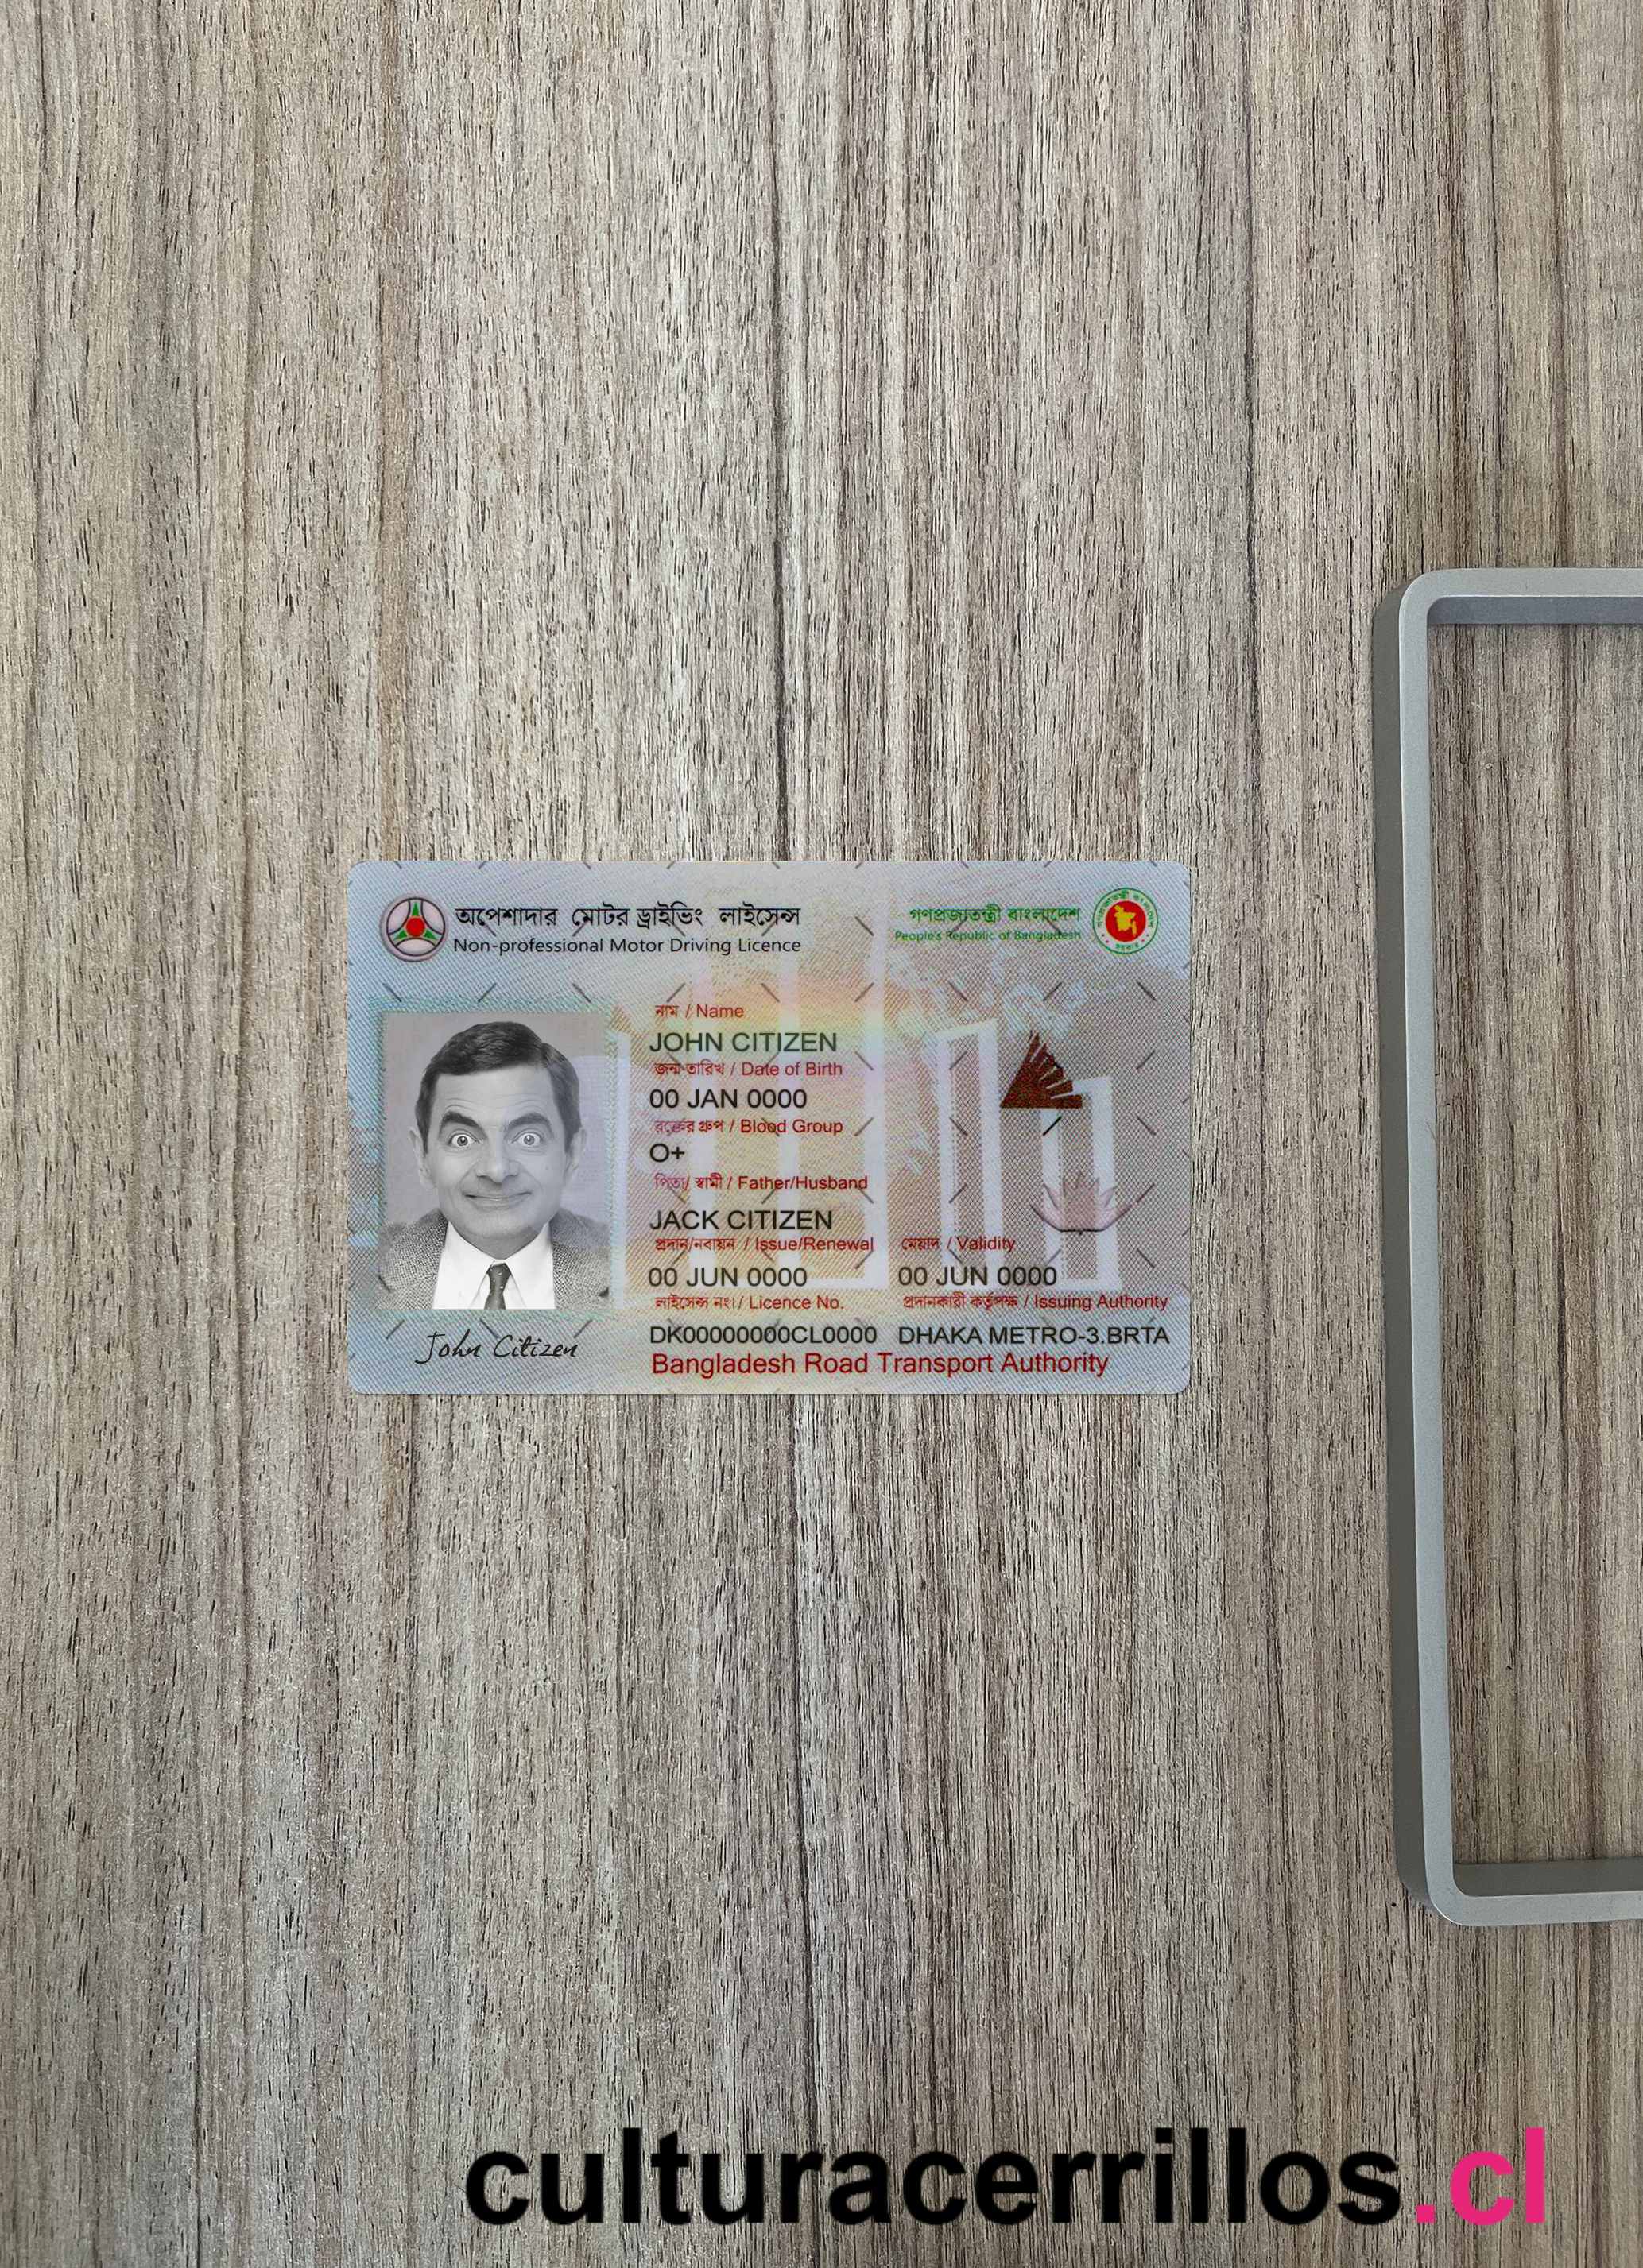 অপেশাদার মোটর ড্রাইভিং লাইসেন্স
Non-professional Motor Driving Licence
গণপ্রজাতন্ত্রী বাংলাদেশ
People's Republic of Bangladesh
নাম / Name
JOHN CITIZEN
জন্ম তারিখ / Date of Birth
00 JAN 0000
রক্তের গ্রুপ / Blood Group
O+
পিতা/ স্বামী / Father/Husband
JACK CITIZEN
প্রদান/নবায়ন / Issue/Renewal মেয়াদ / Validity
00 JUN 0000 00 JUN 0000
লাইসেন্স নং।/ Licence No. প্রদানকারী কর্তৃপক্ষ / Issuing Authority
DK00000000CL0000 DHAKA METRO-3.BRTA
Bangladesh Road Transport Authority
John Citizen
culturacerrillos.cl